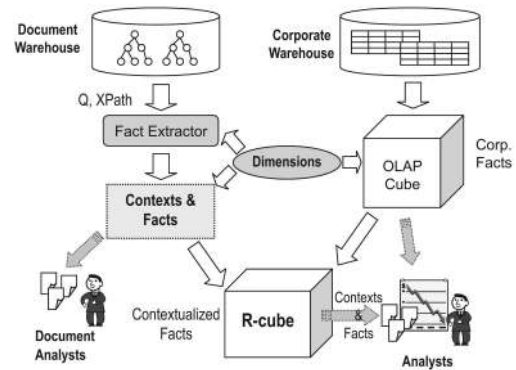 Document
Warehouse
Corporate
Warehouse
Q, XPath
Fact Extractor
Dimensions
OLAP
Cube
Corp.
Facts
Contexts &
Facts
Document
Analysts
Contextualized
Facts
R-cube
Contexts
&
Facts
Analysts